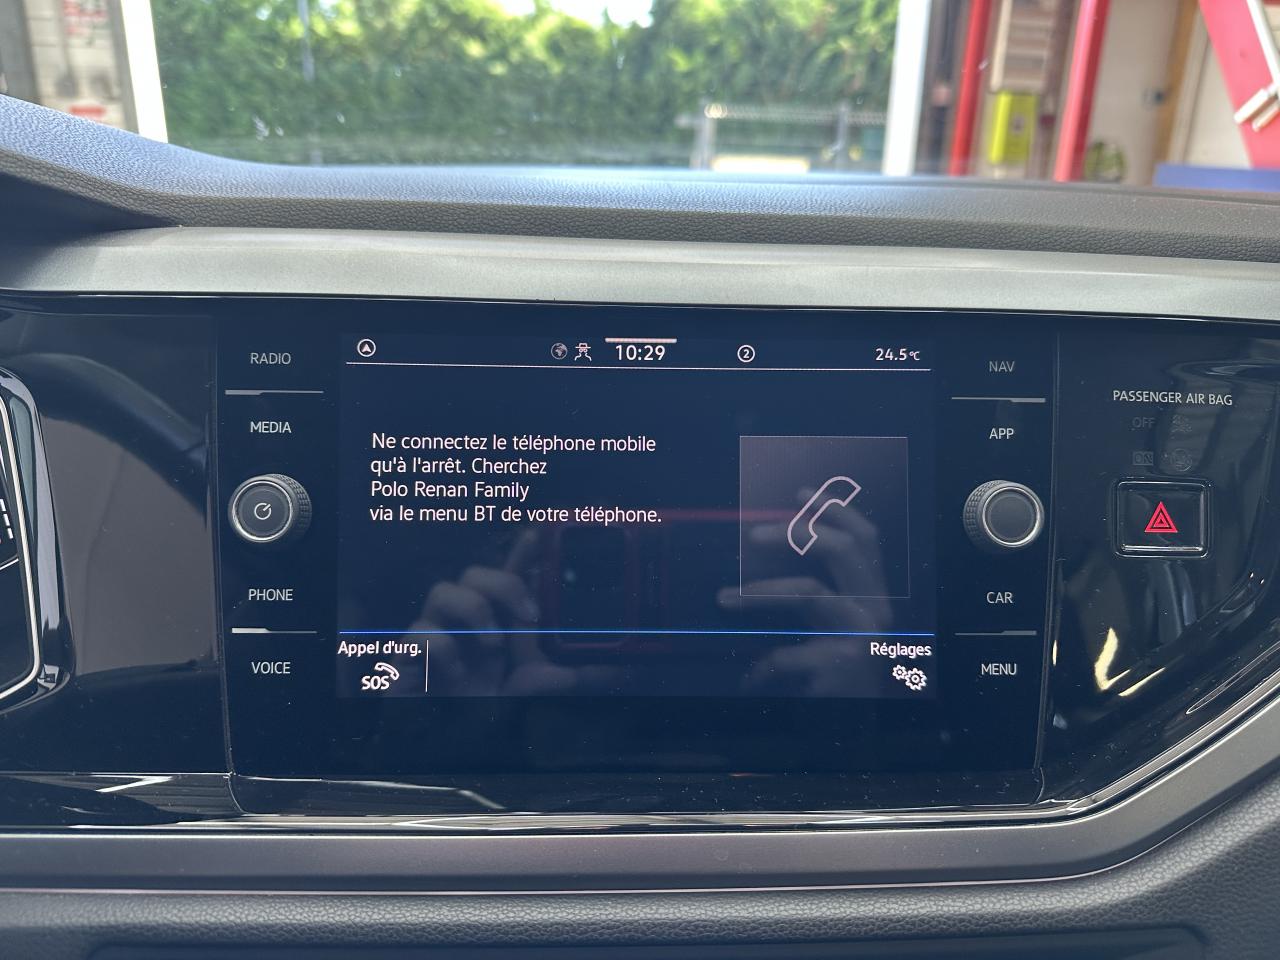 RADIO
MEDIA
PHONE
VOICE
10:29
2
24.5°C
Ne connectez le téléphone mobile
qu'à l'arrêt. Cherchez
Polo Renan Family
via le menu BT de votre téléphone.
Appel d'urg.
SOS
Réglages
NAV
APP
CAR
MENU
PASSENGER AIR BAG
OFF
ON